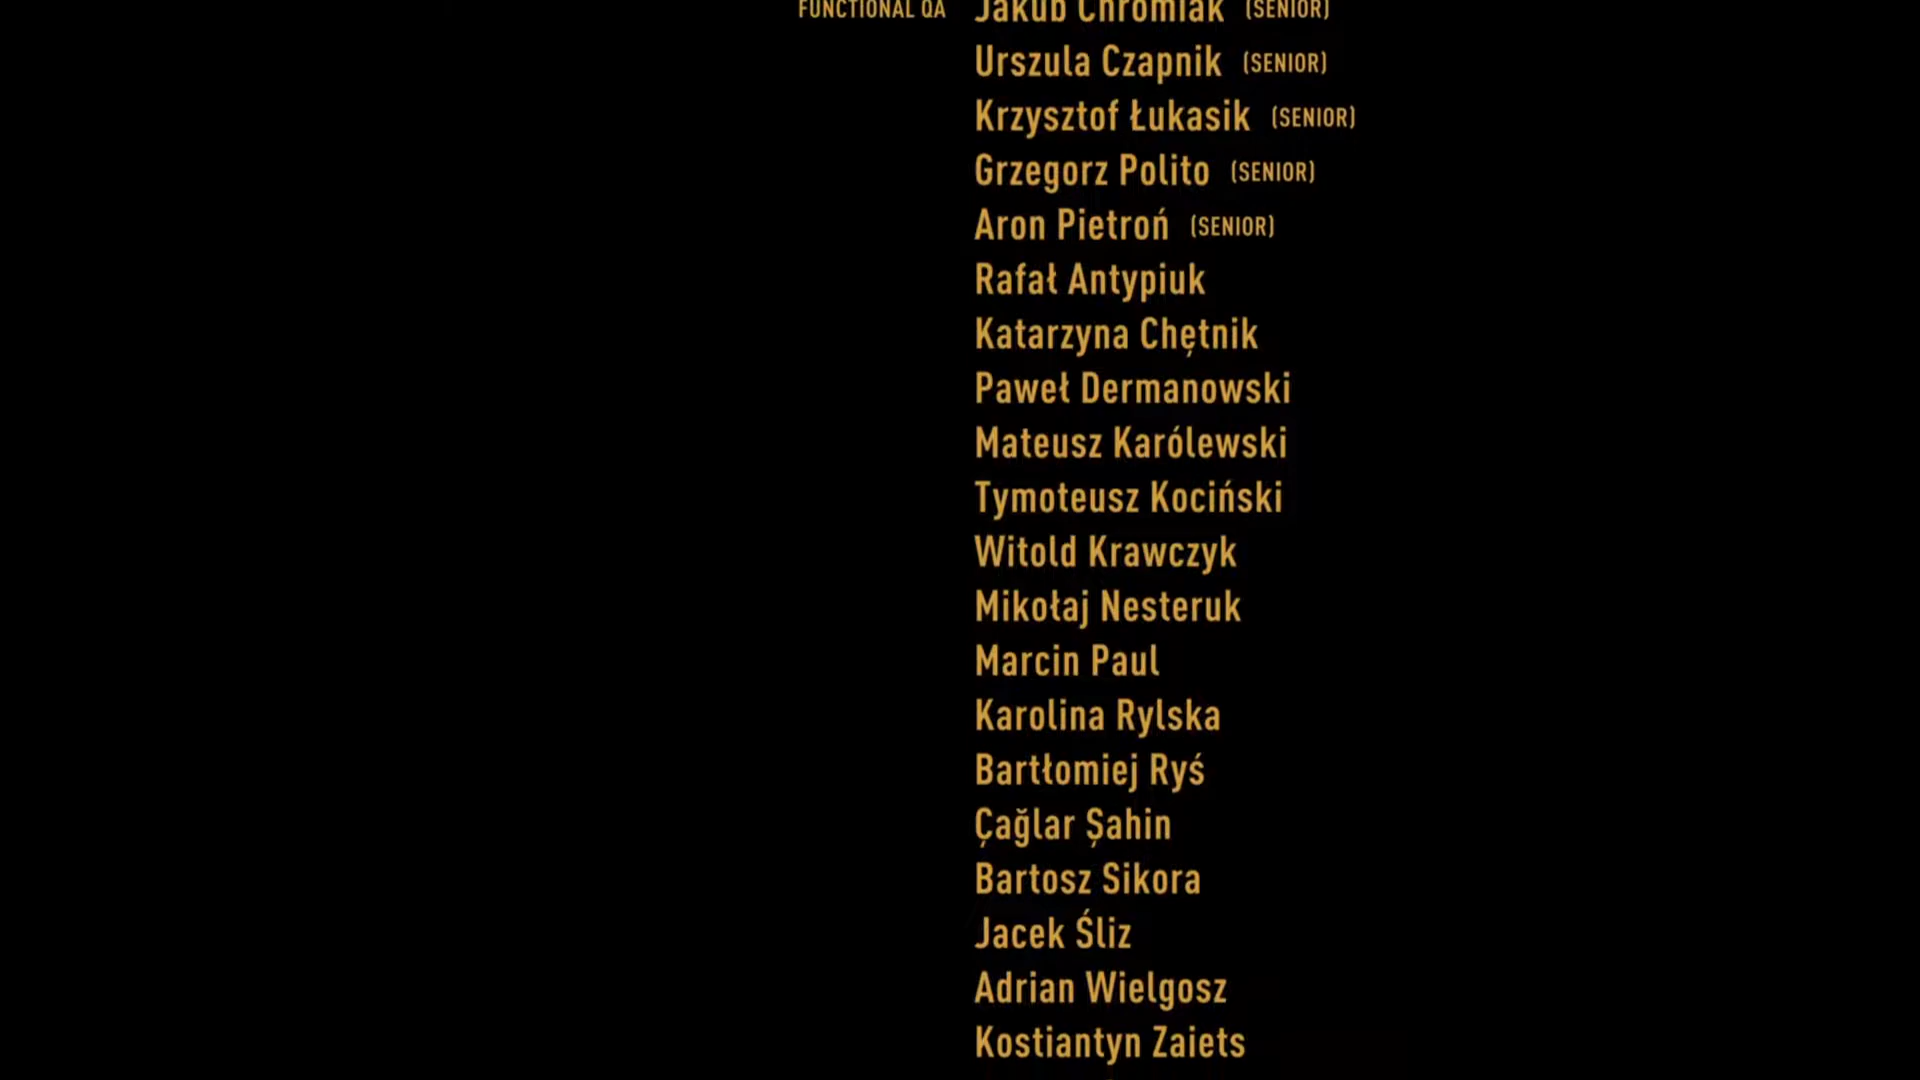 FUNCTIONAL QA Jakub Chromiak (SENIOR)
Urszula Czapnik (SENIOR)
Krzysztof Łukasik (SENIOR)
Grzegorz Polito (SENIOR)
Aron Pietroń (SENIOR)
Rafał Antypiuk
Katarzyna Chętnik
Paweł Dermanowski
Mateusz Karólewski
Tymoteusz Kociński
Witold Krawczyk
Mikołaj Nesteruk
Marcin Paul
Karolina Rylska
Bartłomiej Ryś
Çağlar Şahin
Bartosz Sikora
Jacek Śliz
Adrian Wielgosz
Kostiantyn Zaiets